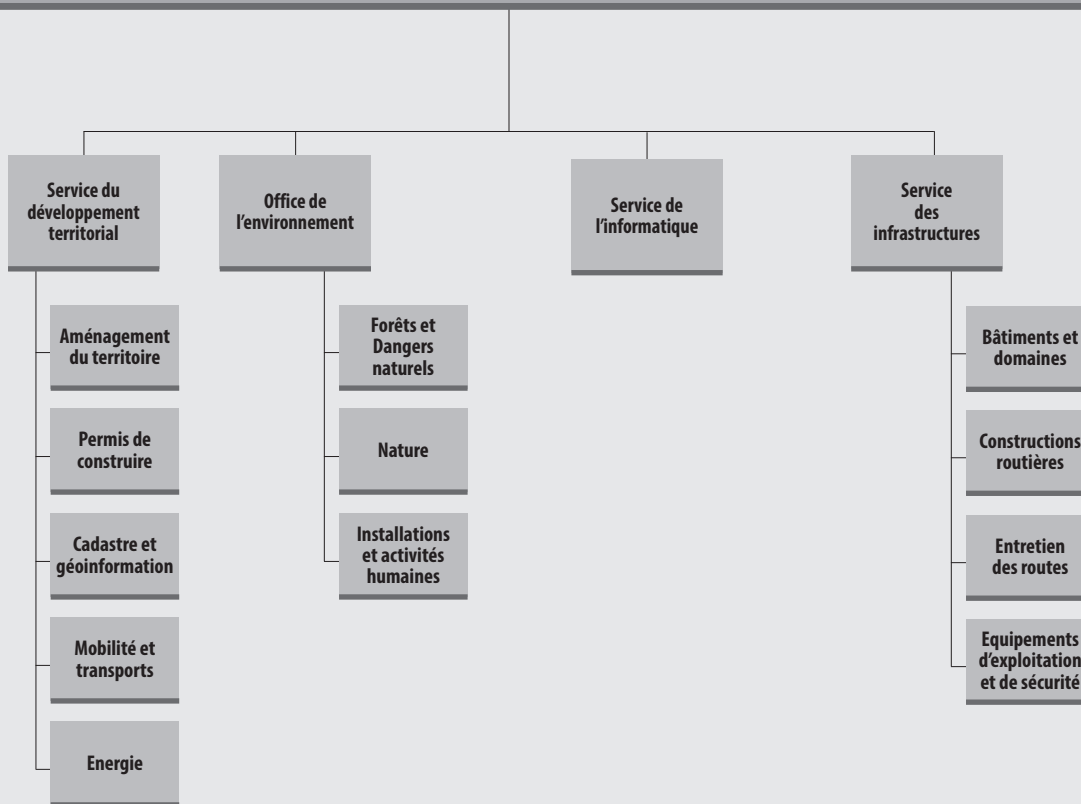 Service du
développement
territorial
Office de
l'environnement
Service de
l'informatique
Service
des
infrastructures
Aménagement
du territoire
Permis de
construire
Cadastre et
géoinformation
Mobilité et
transports
Energie
Forêts et
Dangers
naturels
Nature
Installations
et activités
humaines
Bâtiments et
domaines
Constructions
routières
Entretien
des routes
Equipements
d'exploitation
et de sécurité